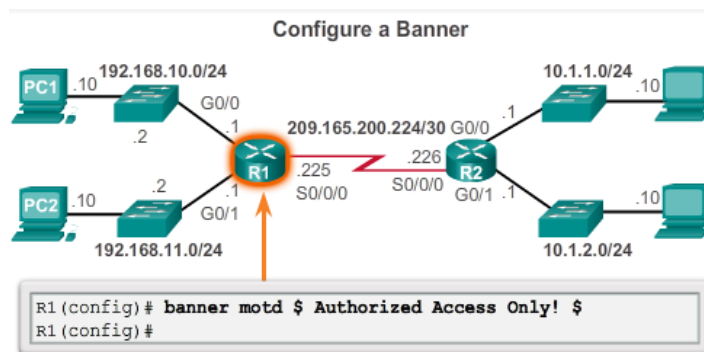 Configure a Banner
192.168.10.0/24
10.1.1.0/24
PC1
.10
G0/0
.2
.1
209.165.200.224/30
G0/0
.1
.10
R1
.225
S0/0/0
.226
S0/0/0
R2
PC2
.10
.2
.1
G0/1
G0/1
.1
.10
192.168.11.0/24
10.1.2.0/24
R1(config)# banner motd $ Authorized Access Only! $
R1(config)#